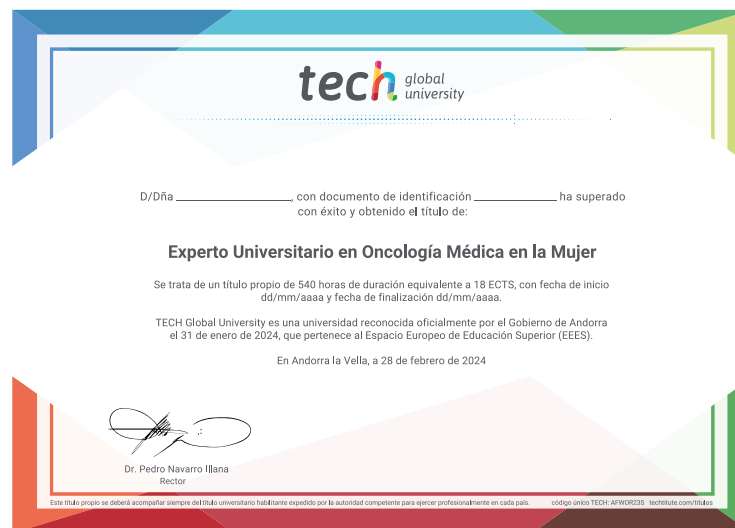 tech global
university
D/Dña ____________________, con documento de identificación ______________ ha superado
con éxito y obtenido el título de:
Experto Universitario en Oncología Médica en la Mujer
Se trata de un título propio de 540 horas de duración equivalente a 18 ECTS, con fecha de inicio
dd/mm/aaaa y fecha de finalización dd/mm/aaaa.
TECH Global University es una universidad reconocida oficialmente por el Gobierno de Andorra
el 31 de enero de 2024, que pertenece al Espacio Europeo de Educación Superior (EEES).
En Andorra la Vella, a 28 de febrero de 2024
Dr. Pedro Navarro Illana
Rector
Este título propio se deberá acompañar siempre del título universitario habilitante expedido por la autoridad competente para ejercer profesionalmente en cada país. código único TECH: AFWOR23S techtitute.com/titulos